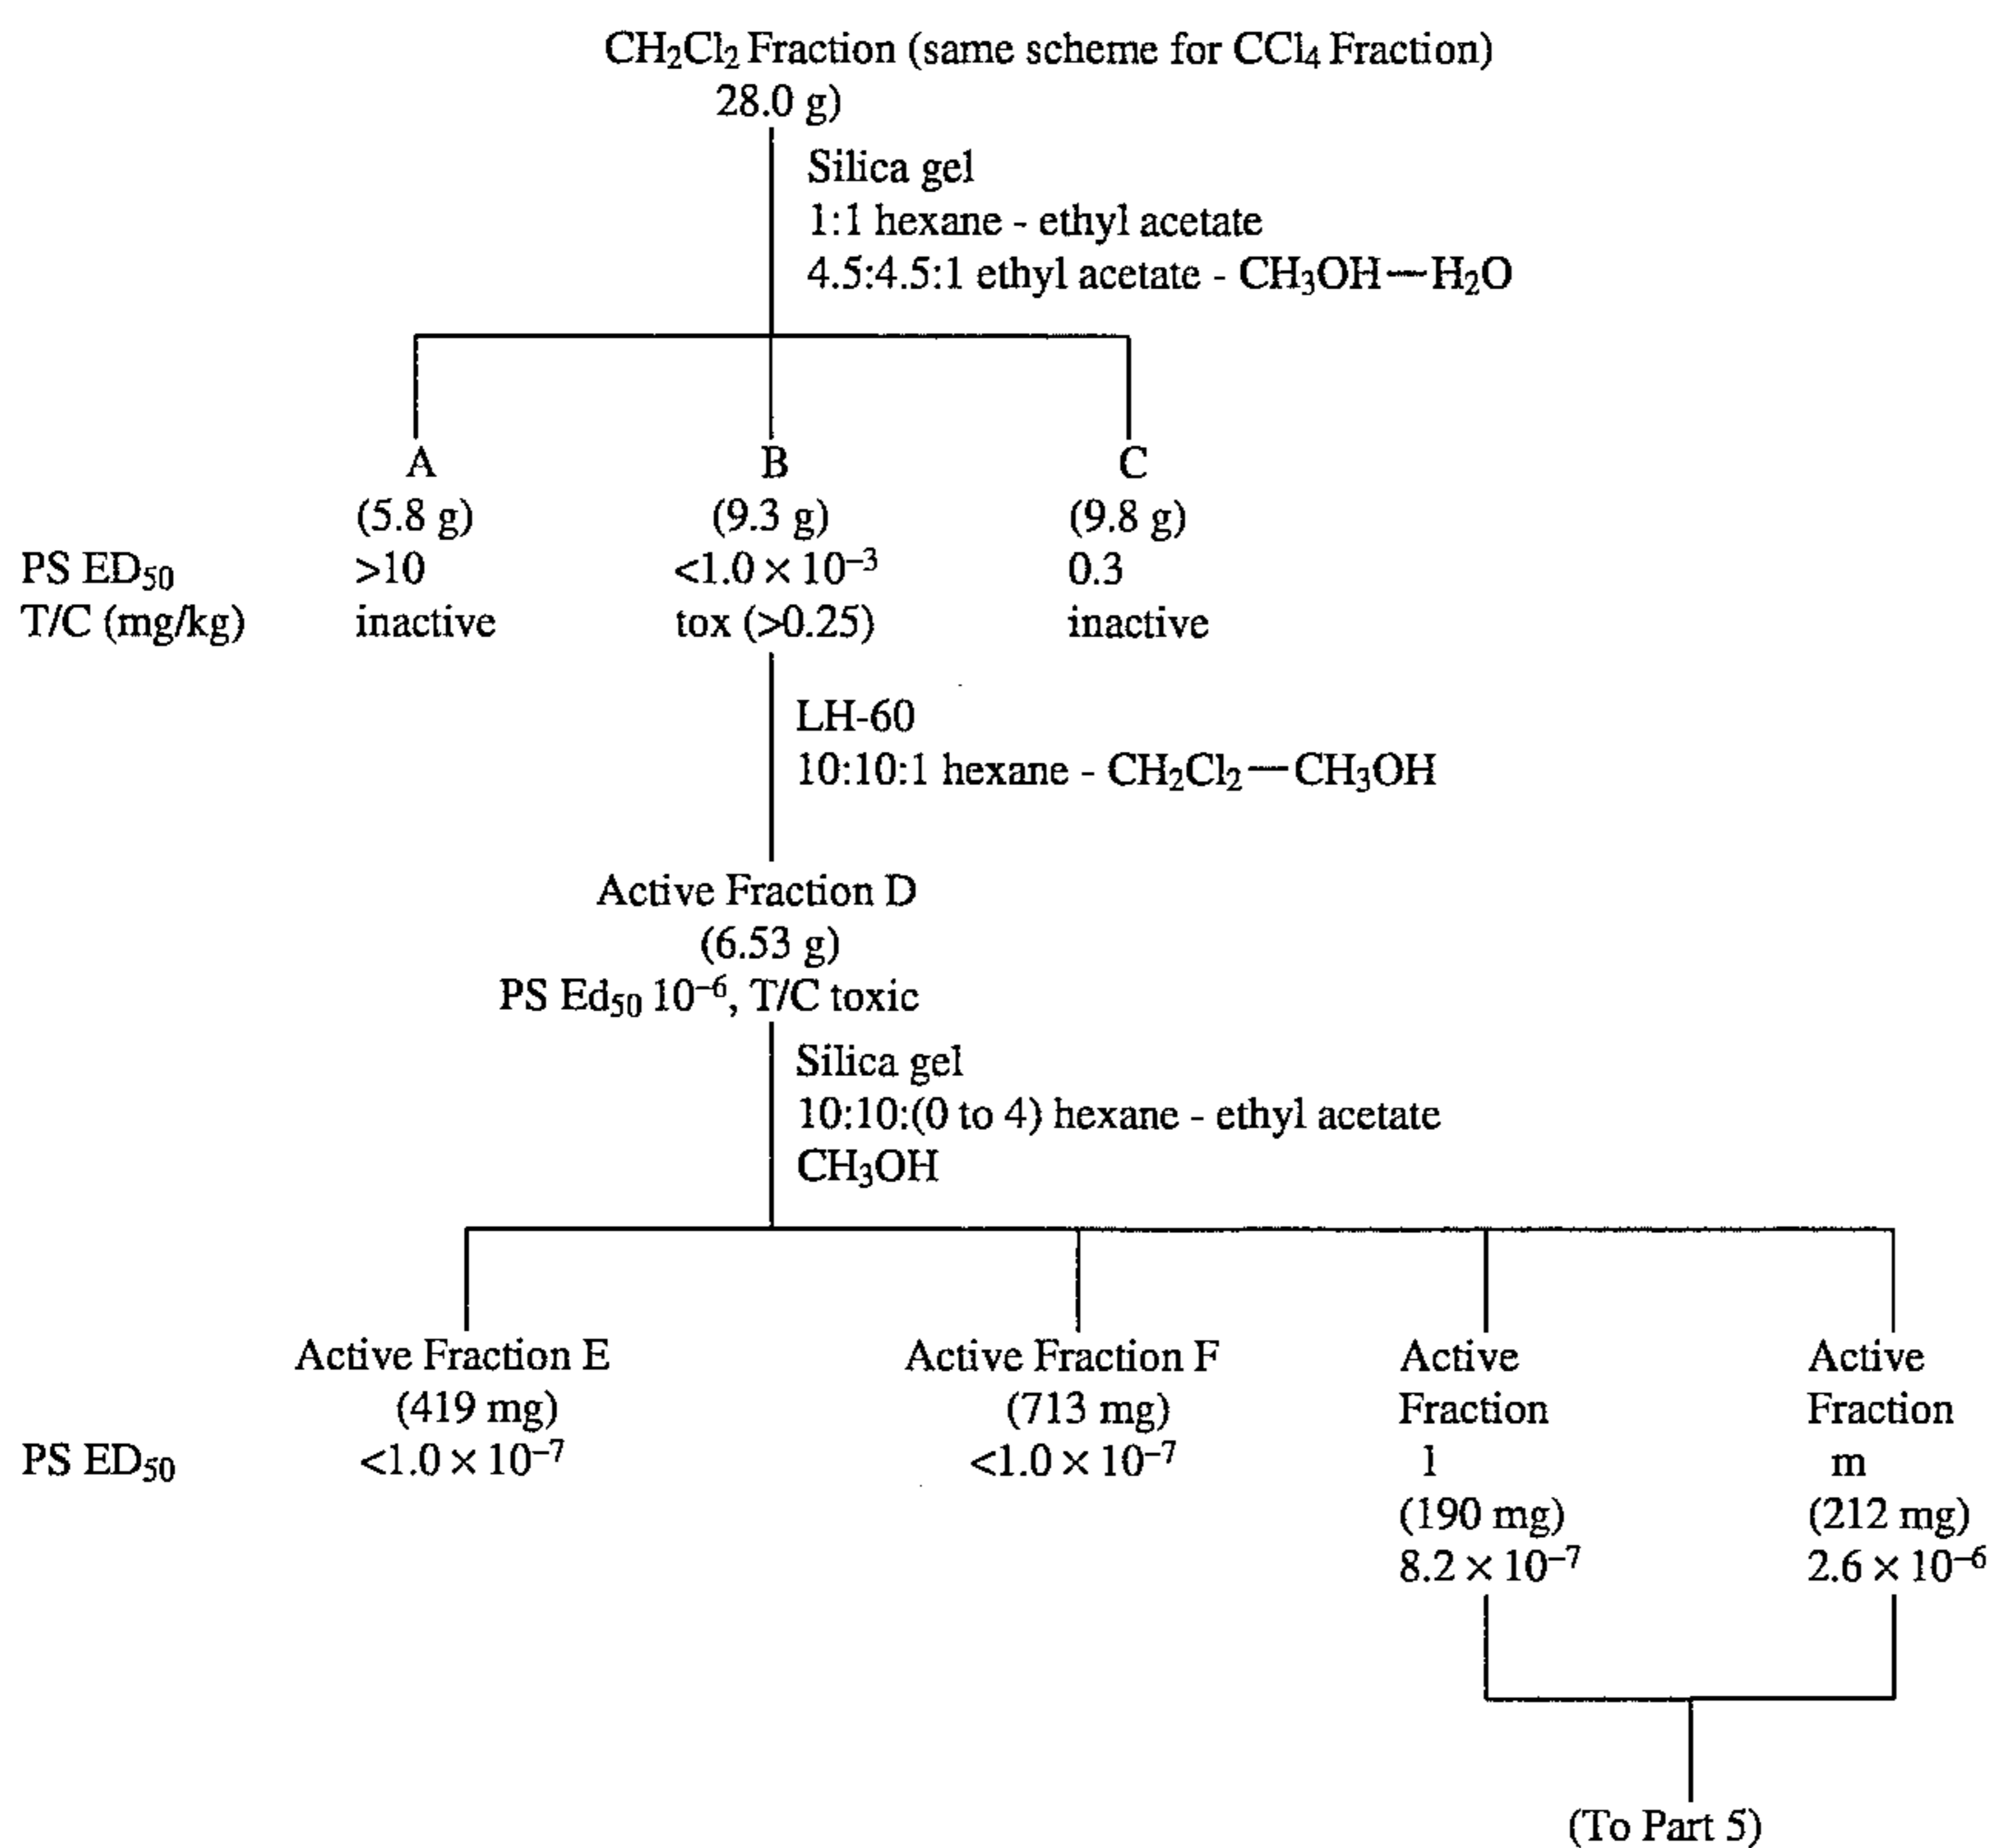 CH₂Cl₂ Fraction (same scheme for CCl₄ Fraction)
28.0 g)
Silica gel
1:1 hexane - ethyl acetate
4.5:4.5:1 ethyl acetate - CH₃OH—H₂O
A B C
(5.8 g) (9.3 g) (9.8 g)
PS ED₅₀ >10 <1.0 × 10⁻³ 0.3
T/C (mg/kg) inactive tox (>0.25) inactive
LH-60
10:10:1 hexane - CH₂Cl₂—CH₃OH
Active Fraction D
(6.53 g)
PS Ed₅₀ 10⁻⁶, T/C toxic
Silica gel
10:10:(0 to 4) hexane - ethyl acetate
CH₃OH
Active Fraction E Active Fraction F Active Active
(419 mg) (713 mg) Fraction Fraction
PS ED₅₀ <1.0 × 10⁻⁷ <1.0 × 10⁻⁷ l m
(190 mg) (212 mg)
8.2 × 10⁻⁷ 2.6 × 10⁻⁶
(To Part 5)